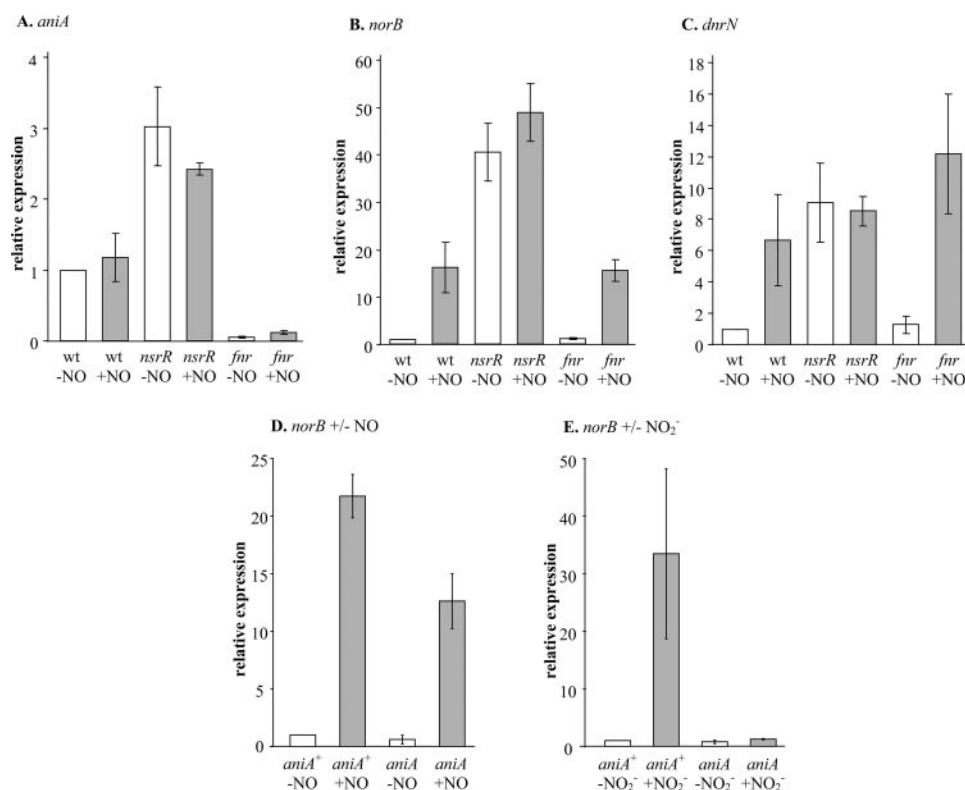 A. aniA
relative expression
4
3
2
1
0
wt wt nsrR nsrR fnr fnr
-NO +NO -NO +NO -NO +NO
B. norB
relative expression
60
50
40
30
20
10
0
wt wt nsrR nsrR fnr fnr
-NO +NO -NO +NO -NO +NO
C. dnrN
relative expression
18
16
14
12
10
8
6
4
2
0
wt wt nsrR nsrR fnr fnr
-NO +NO -NO +NO -NO +NO
D. norB +/- NO
relative expression
25
20
15
10
5
0
aniA⁺ aniA⁺ aniA aniA
-NO +NO -NO +NO
E. norB +/- NO₂⁻
relative expression
50
40
30
20
10
0
aniA⁺ aniA⁺ aniA aniA
-NO₂⁻ +NO₂⁻ -NO₂⁻ +NO₂⁻